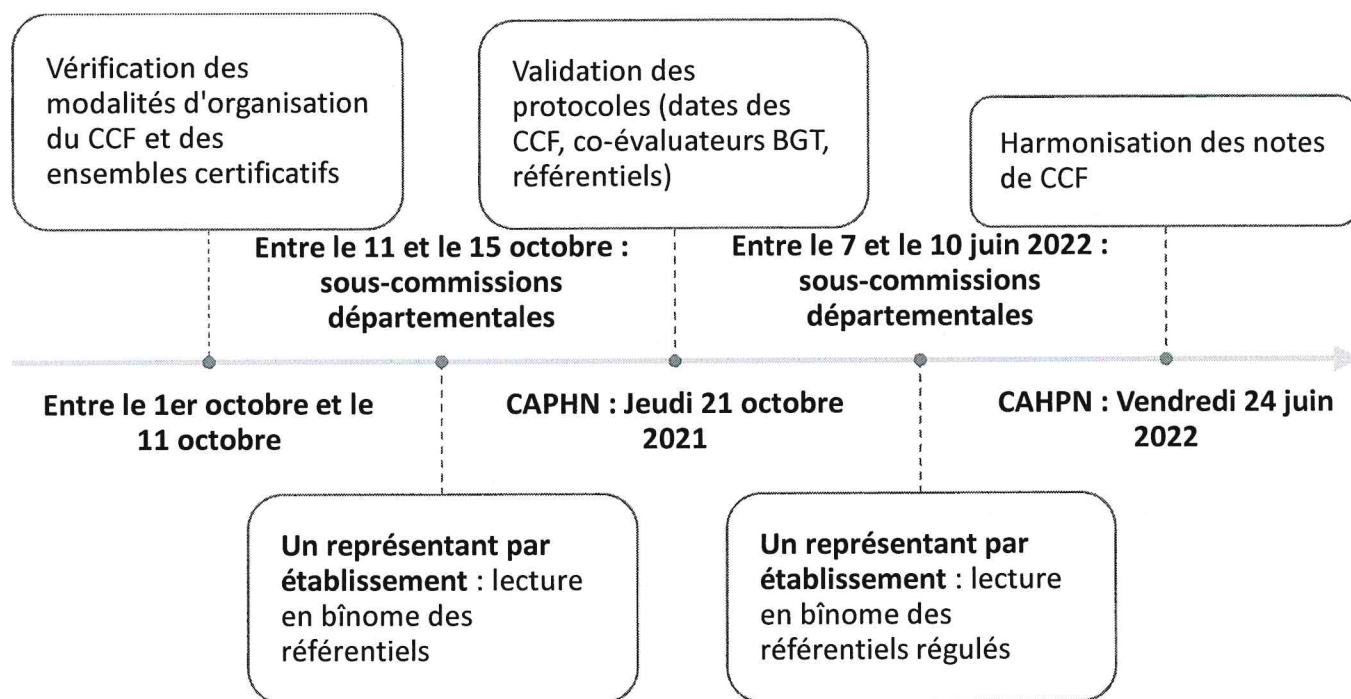 Vérification des
modalités d'organisation
du CCF et des
ensembles certificatifs
Validation des
protocoles (dates des
CCF, co-évaluateurs BGT,
référentiels)
Harmonisation des notes
de CCF
Entre le 11 et le 15 octobre :
sous-commissions
départementales
Entre le 7 et le 10 juin 2022 :
sous-commissions
départementales
Entre le 1er octobre et le
11 octobre
CAPHN : Jeudi 21 octobre
2021
CAHPN : Vendredi 24 juin
2022
Un représentant par
établissement : lecture
en bînome des
référentiels
Un représentant par
établissement : lecture
en bînome des
référentiels régulés